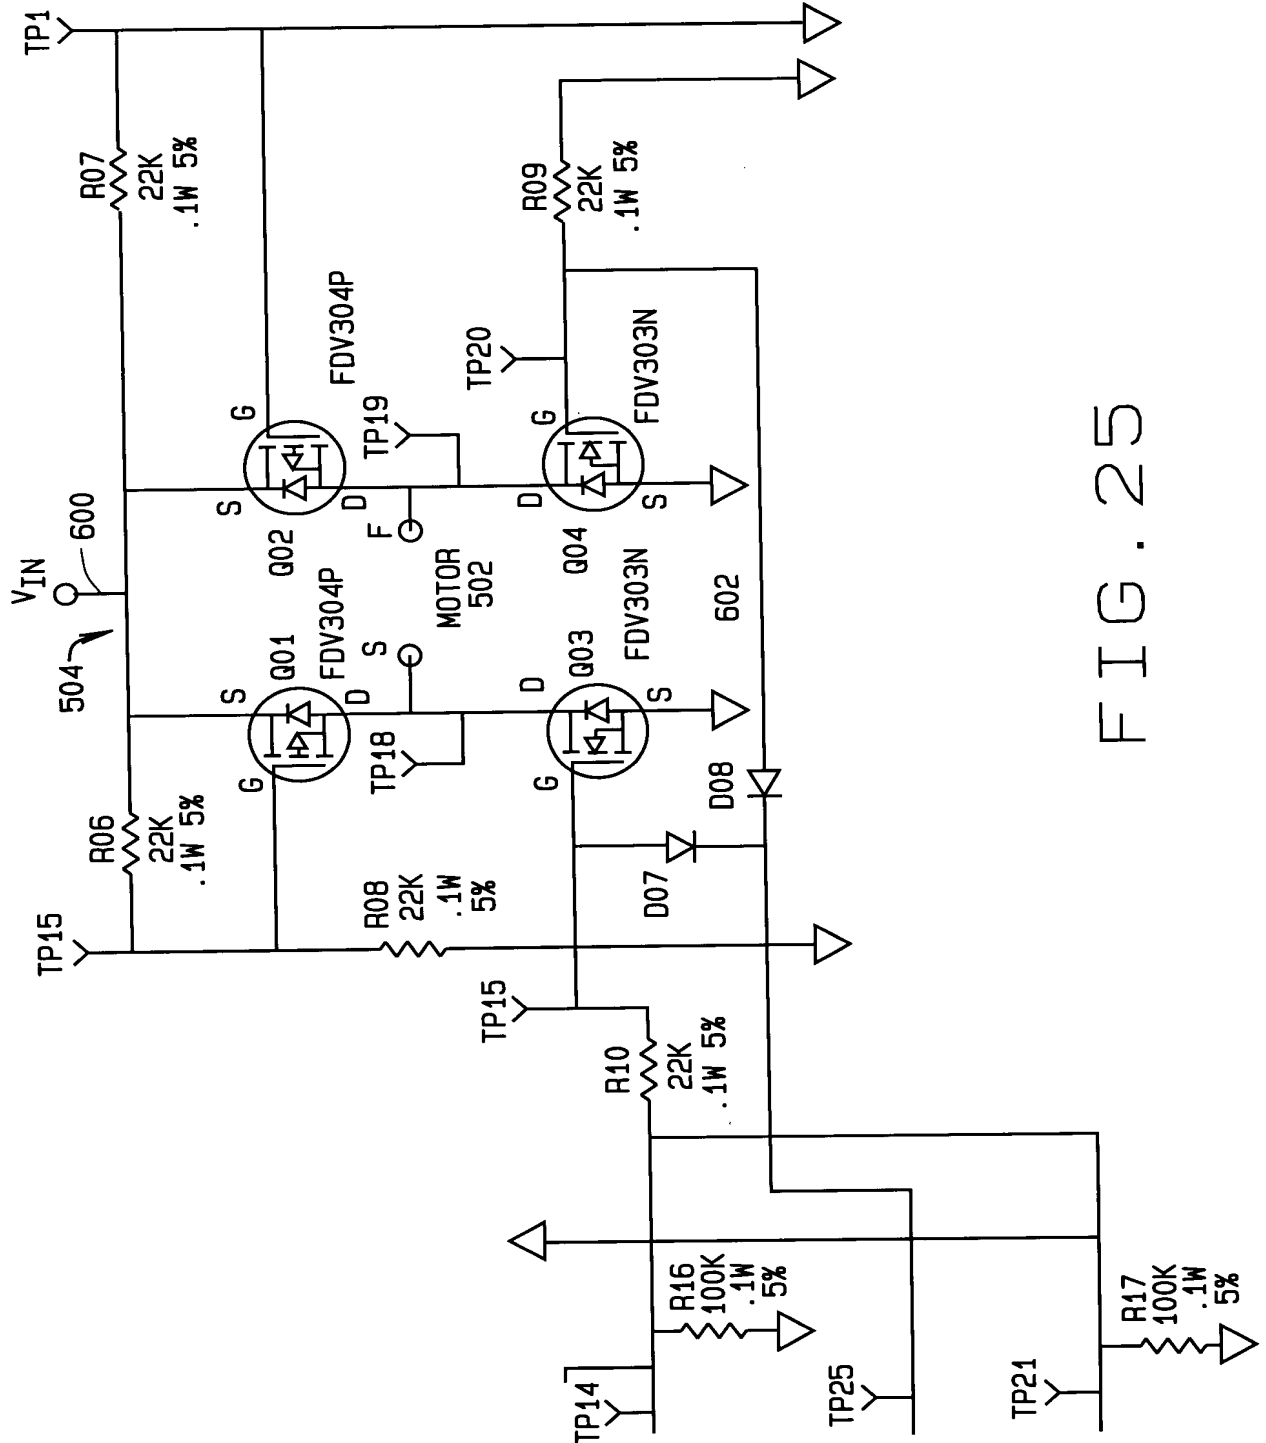 TP1
R07
22K
.1W 5%
R09
22K
.1W 5%
FDV304P
TP20
FDV303N
G
TP19
G
S
D
D
S
Q02
F
Q04
VIN
600
504
MOTOR
502
602
Q01
FDV304P
S
Q03
FDV303N
S
D
D
S
G
TP18
G
D08
R06
22K
.1W 5%
D07
R08
22K
.1W
5%
TP15
TP15
R10
22K
.1W 5%
R16
100K
.1W
5%
R17
100K
.1W
5%
TP14
TP25
TP21
FIG.25